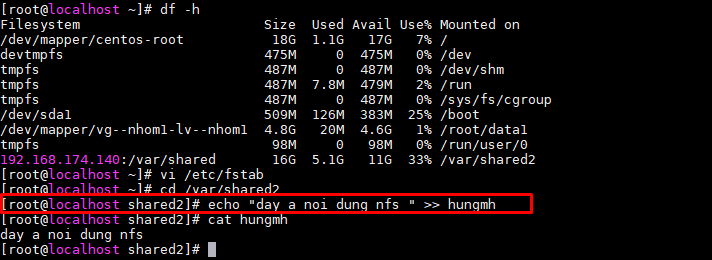 [root@localhost ~]# df -h
Filesystem Size Used Avail Use% Mounted on
/dev/mapper/centos-root 18G 1.1G 17G 7% /
devtmpfs 475M 0 475M 0% /dev
tmpfs 487M 0 487M 0% /dev/shm
tmpfs 487M 7.8M 479M 2% /run
tmpfs 487M 0 487M 0% /sys/fs/cgroup
/dev/sda1 509M 126M 383M 25% /boot
/dev/mapper/vg--nhom1-lv--nhom1 4.8G 20M 4.6G 1% /root/data1
tmpfs 98M 0 98M 0% /run/user/0
192.168.174.140:/var/shared 16G 5.1G 11G 33% /var/shared2
[root@localhost ~]# vi /etc/fstab
[root@localhost ~]# cd /var/shared2
[root@localhost shared2]# echo "day a noi dung nfs " >> hungmh
[root@localhost shared2]# cat hungmh
day a noi dung nfs
[root@localhost shared2]#